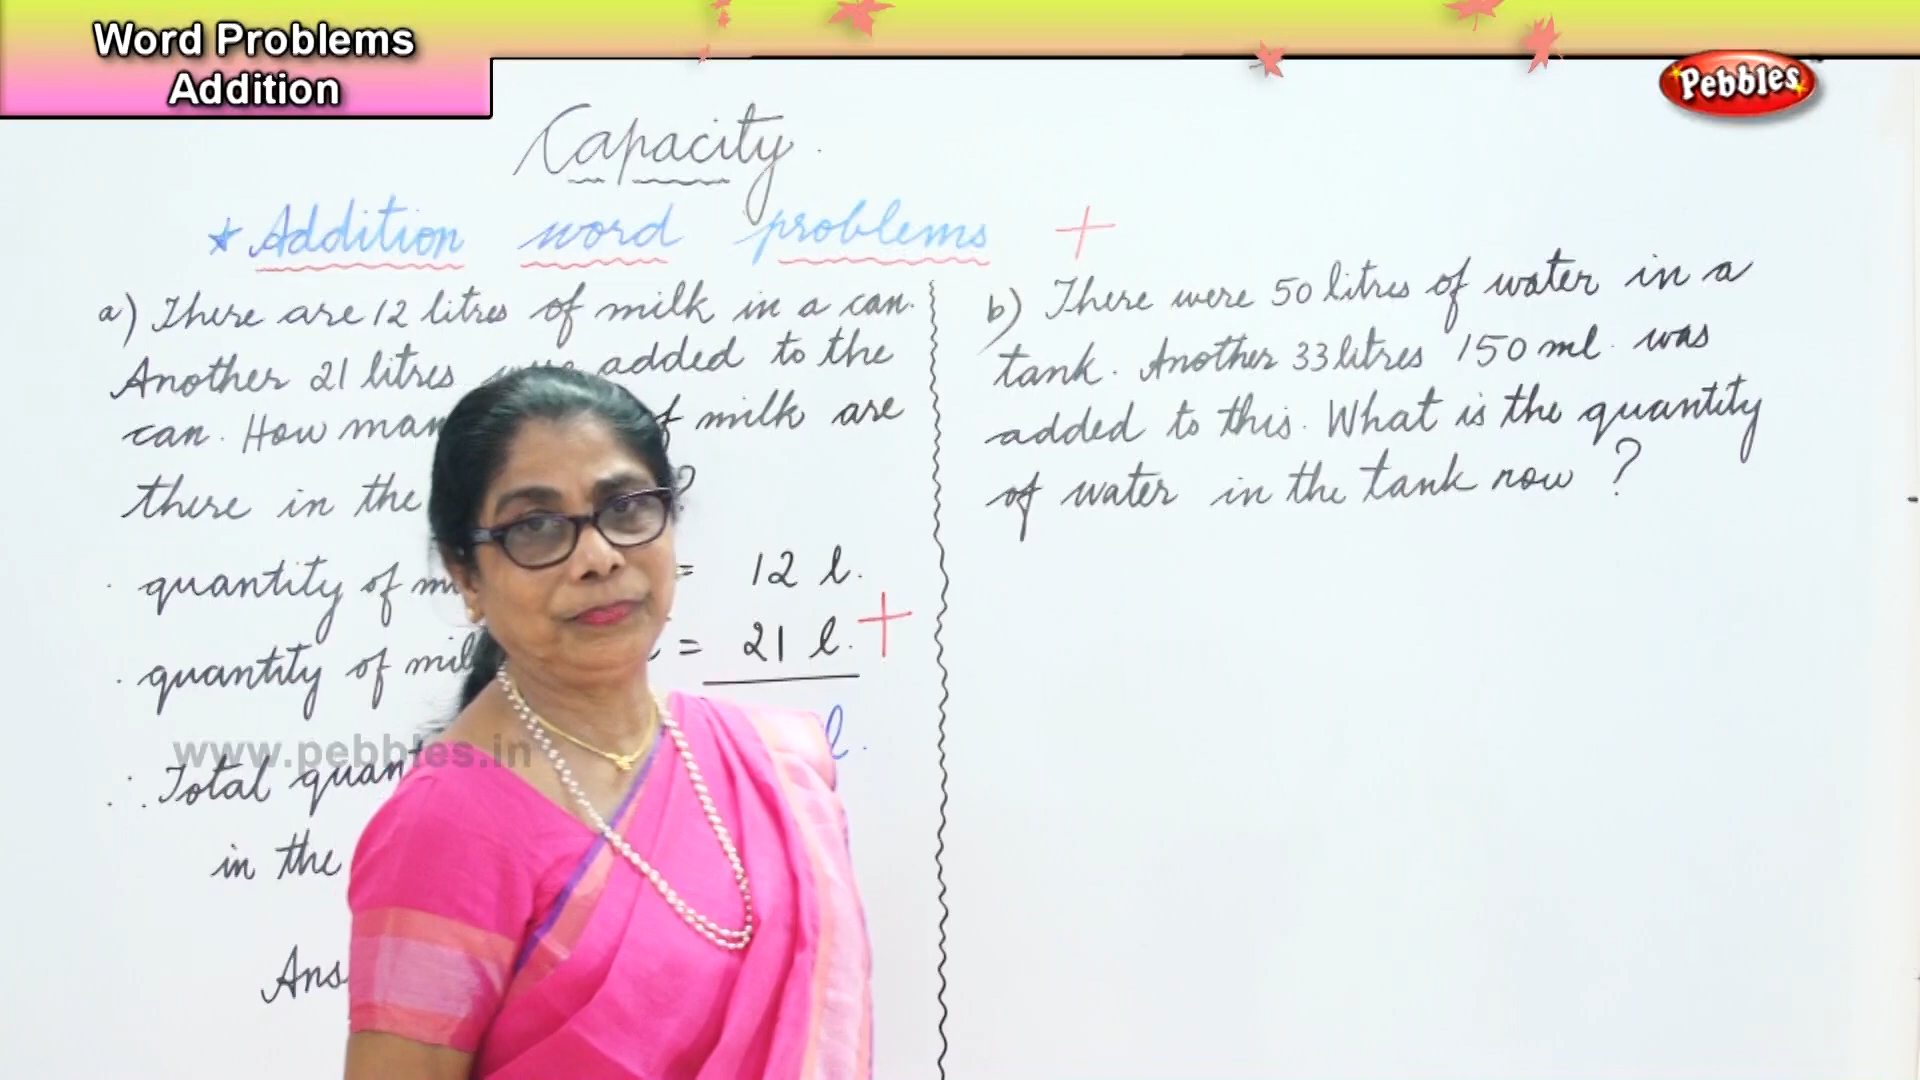 Word Problems
Addition
Pebbles
Capacity.
* Addition word problems +
a) There are 12 litres of milk in a can.
Another 21 litres added to the
can. How milk are
there in the ?
quantity of = 12 l.
quantity of = 21 l. +
l.
∴ Total
in the
Ans
www.pebbles.in
b) There were 50 litres of water in a
tank. Another 33 litres 150 ml. was
added to this. What is the quantity
of water in the tank now ?